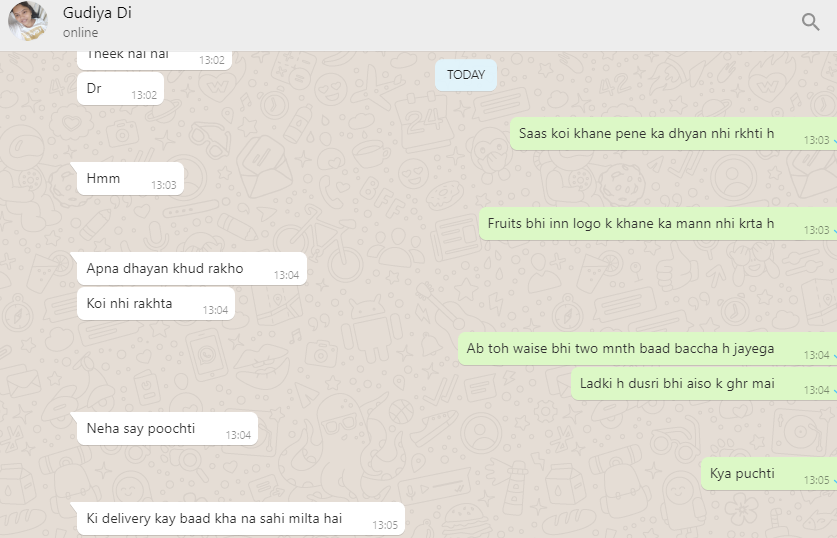 Gudiya Di
online
Theek hai hai 13:02
TODAY
Dr 13:02
Saas koi khane pene ka dhyan nhi rkhti h 13:03
Hmm 13:03
Fruits bhi inn logo k khane ka mann nhi krta h 13:03
Apna dhayan khud rakho 13:04
Koi nhi rakhta 13:04
Ab toh waise bhi two mnth baad baccha h jayega 13:04
Ladki h dusri bhi aiso k ghr mai 13:04
Neha say poochti 13:04
Kya puchti 13:05
Ki delivery kay baad kha na sahi milta hai 13:05